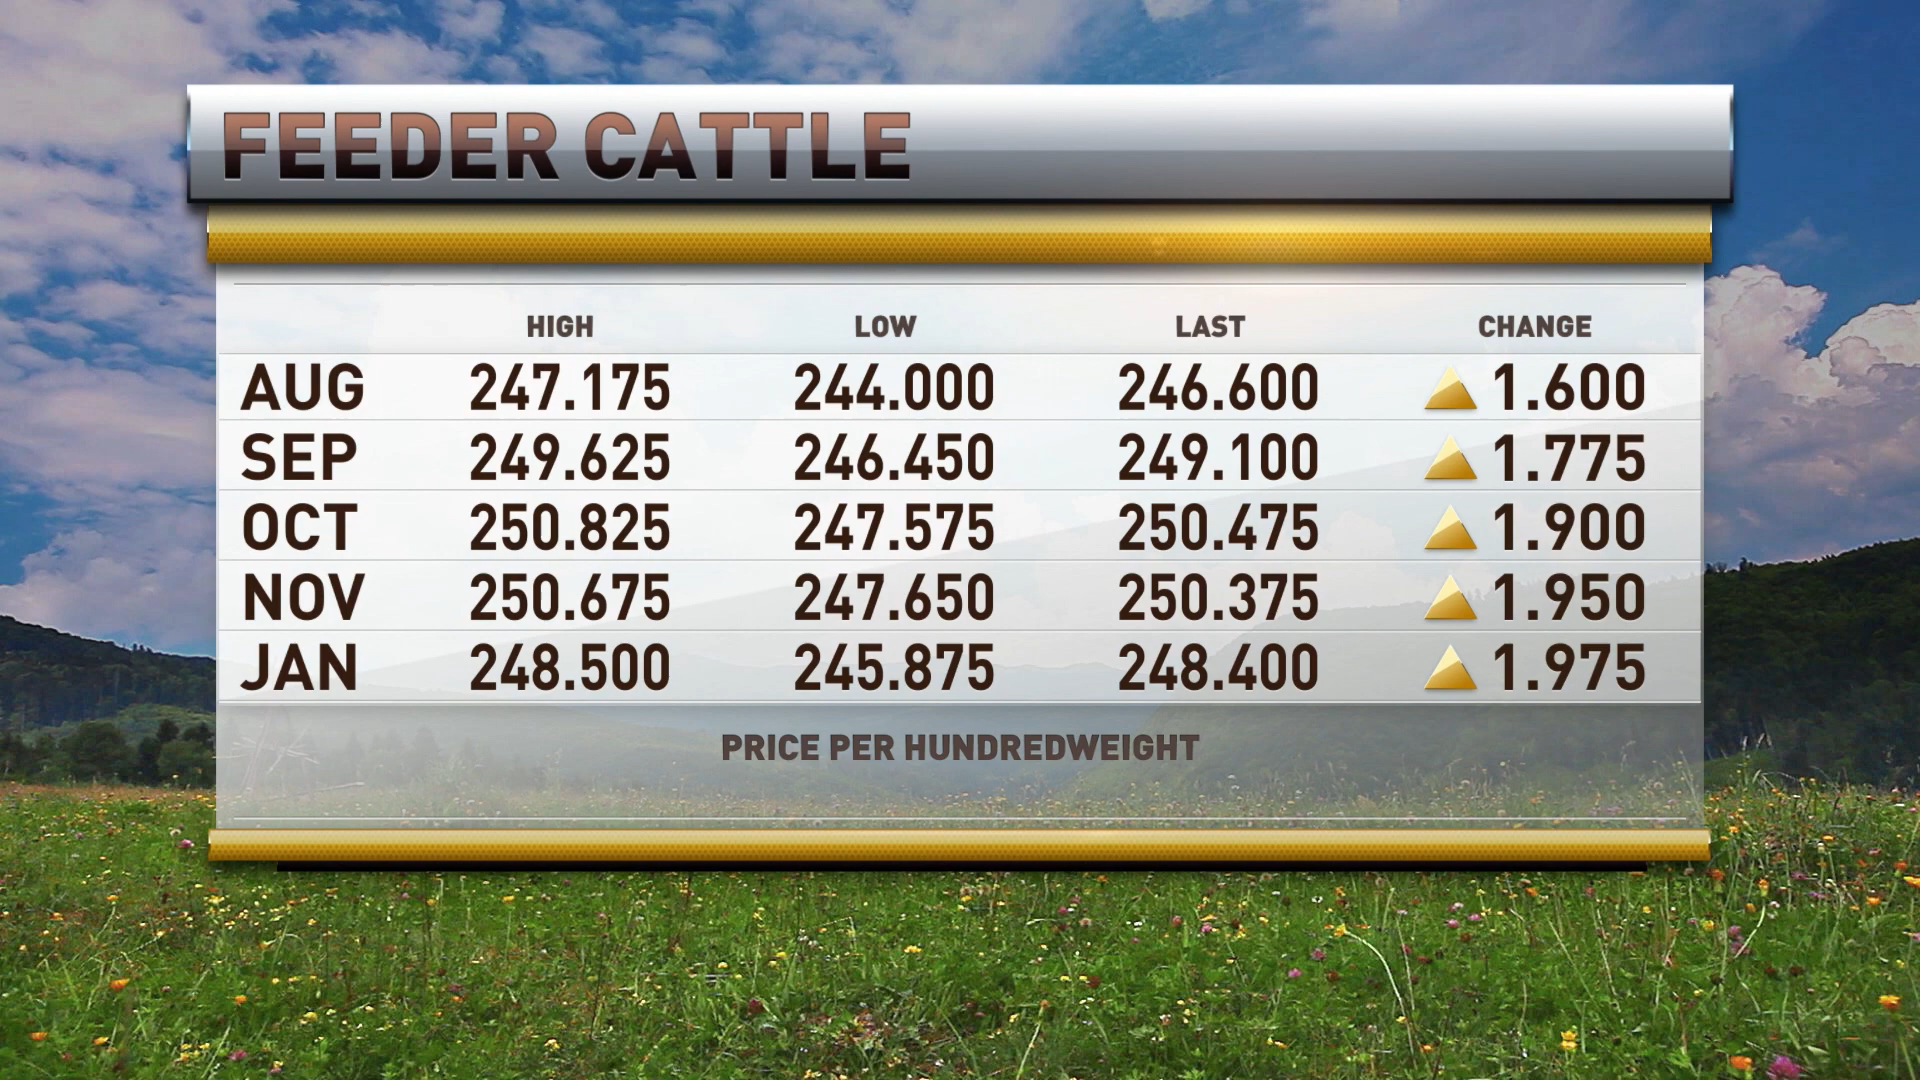 FEEDER CATTLE
HIGH LOW LAST CHANGE
AUG 247.175 244.000 246.600 1.600
SEP 249.625 246.450 249.100 1.775
OCT 250.825 247.575 250.475 1.900
NOV 250.675 247.650 250.375 1.950
JAN 248.500 245.875 248.400 1.975
PRICE PER HUNDREDWEIGHT